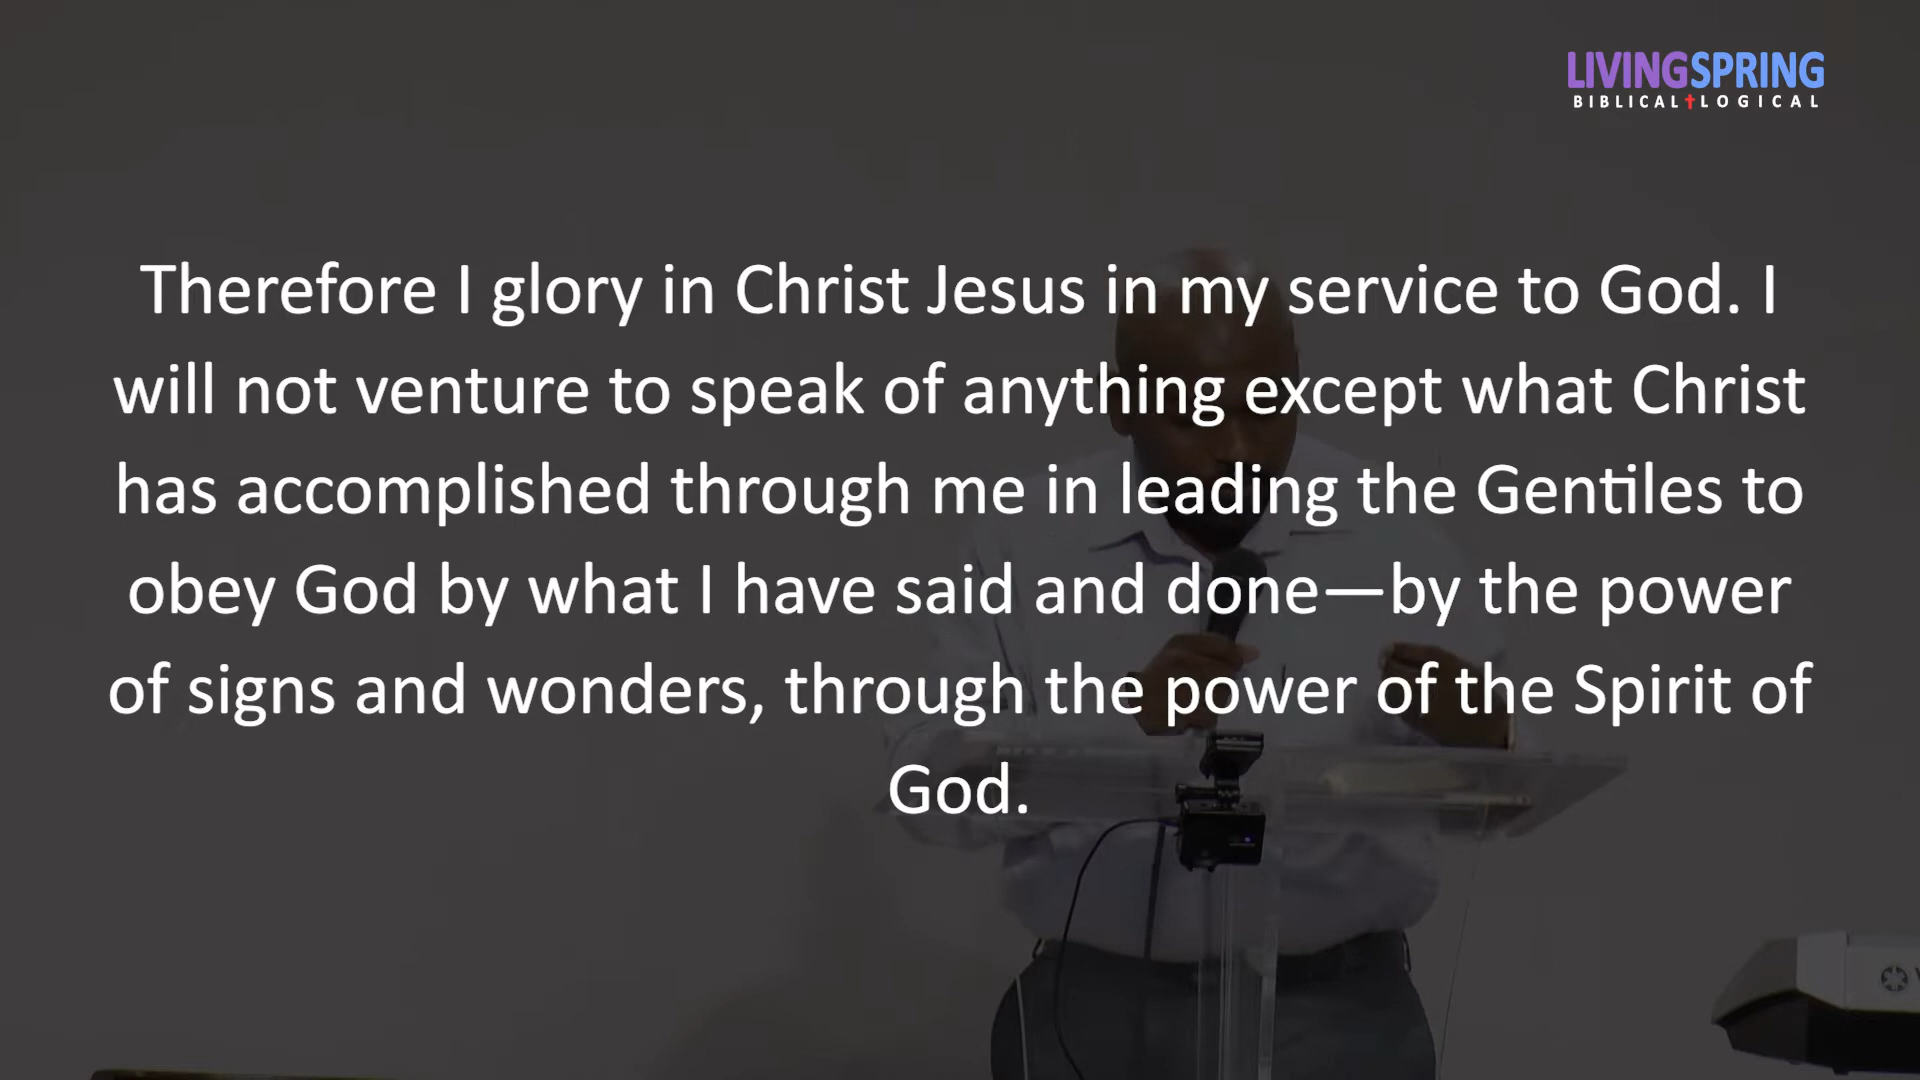 LIVINGSPRING
BIBLICAL✝LOGICAL
Therefore I glory in Christ Jesus in my service to God. I
will not venture to speak of anything except what Christ
has accomplished through me in leading the Gentiles to
obey God by what I have said and done—by the power
of signs and wonders, through the power of the Spirit of
God.